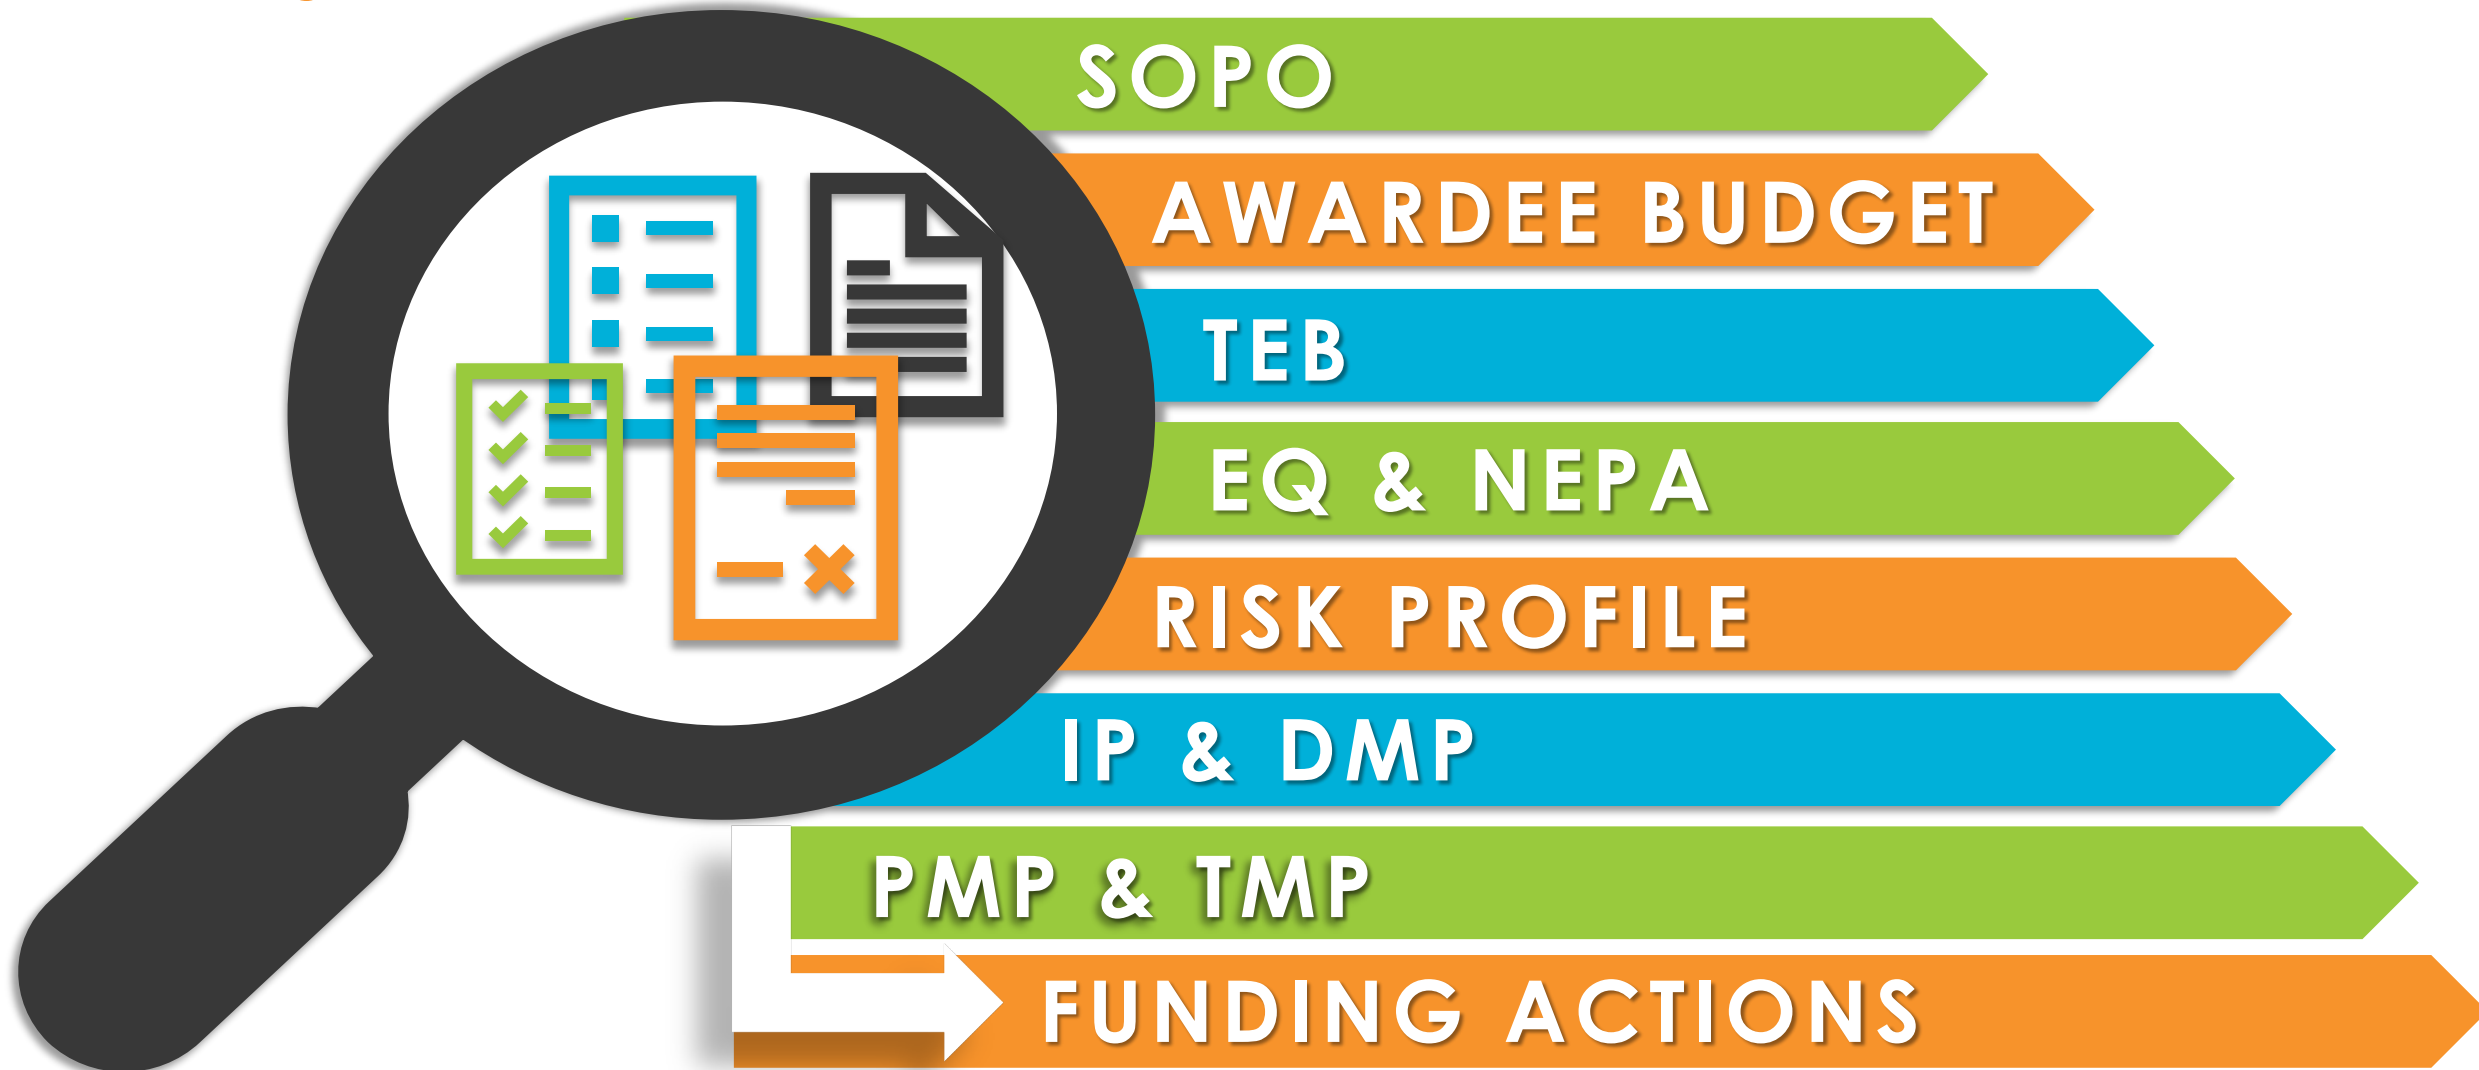 SOPO
AWARDEE BUDGET
TEB
EQ & NEPA
RISK PROFILE
IP & DMP
PMP & TMP
FUNDING ACTIONS